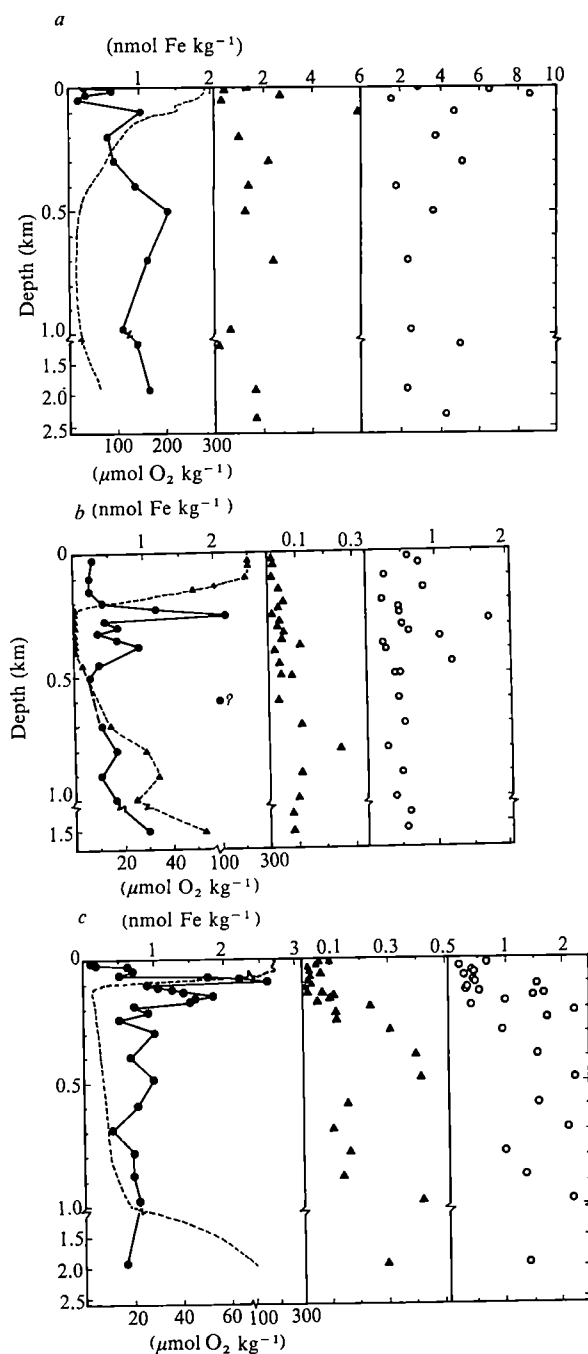 a
(nmol Fe kg⁻¹)
0 1 2 2 4 6 2 4 6 8 10
0
0.5
1.0
1.5
2.0
2.5
Depth (km)
100 200 300
(μmol O₂ kg⁻¹)
b (nmol Fe kg⁻¹)
0 1 2 0.1 0.3 1 2
0
0.5
1.0
1.5
Depth (km)
?
20 40 100 300
(μmol O₂ kg⁻¹)
c (nmol Fe kg⁻¹)
0 1 2 3 0.1 0.3 0.5 1 2
0
0.5
1.0
1.5
2.0
2.5
20 60 100 300
(μmol O₂ kg⁻¹)